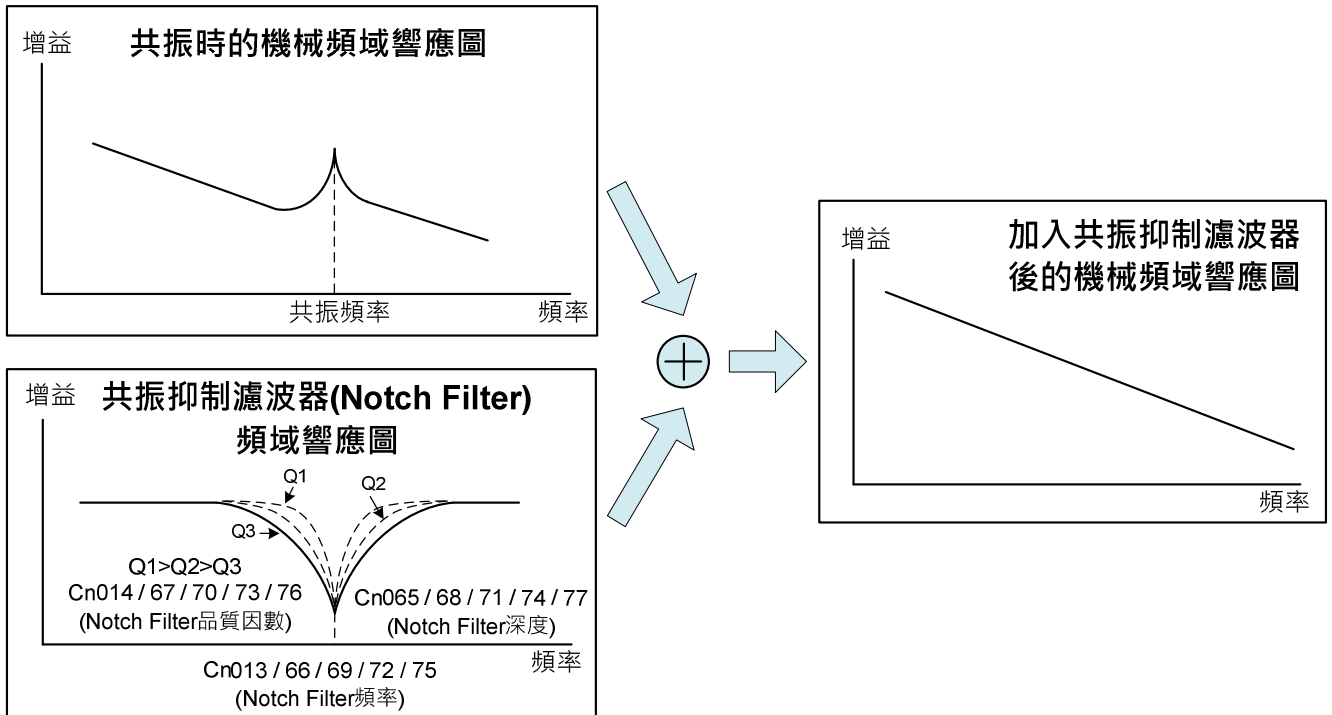 共振時的機械頻域響應圖
增益
共振頻率
頻率
共振抑制濾波器(Notch Filter)
頻域響應圖
增益
Q1
Q2
Q3
Q1>Q2>Q3
Cn014 / 67 / 70 / 73 / 76
(Notch Filter品質因數)
Cn065 / 68 / 71 / 74 / 77
(Notch Filter深度)
頻率
Cn013 / 66 / 69 / 72 / 75
(Notch Filter頻率)
加入共振抑制濾波器
後的機械頻域響應圖
增益
頻率